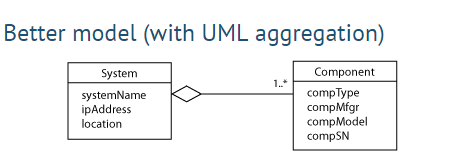 Better model (with UML aggregation)
System
systemName
ipAddress
location
1..*
Component
compType
compMfgr
compModel
compSN